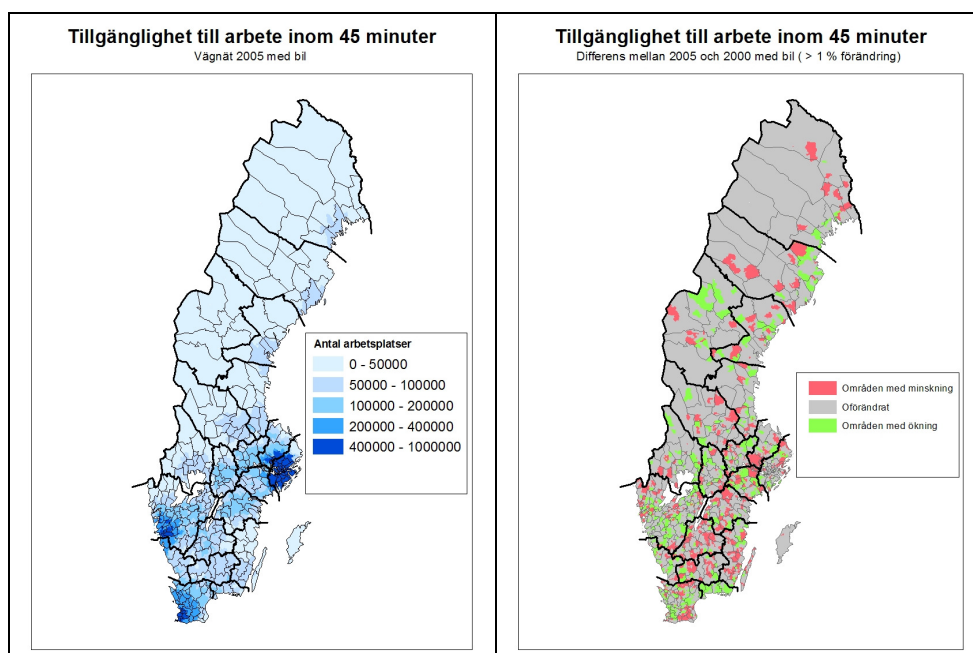 Tillgänglighet till arbete inom 45 minuter
Vägnät 2005 med bil
Antal arbetsplatser
0 - 50000
50000 - 100000
100000 - 200000
200000 - 400000
400000 - 1000000
Tillgänglighet till arbete inom 45 minuter
Differens mellan 2005 och 2000 med bil ( > 1 % förändring)
Områden med minskning
Oförändrat
Områden med ökning